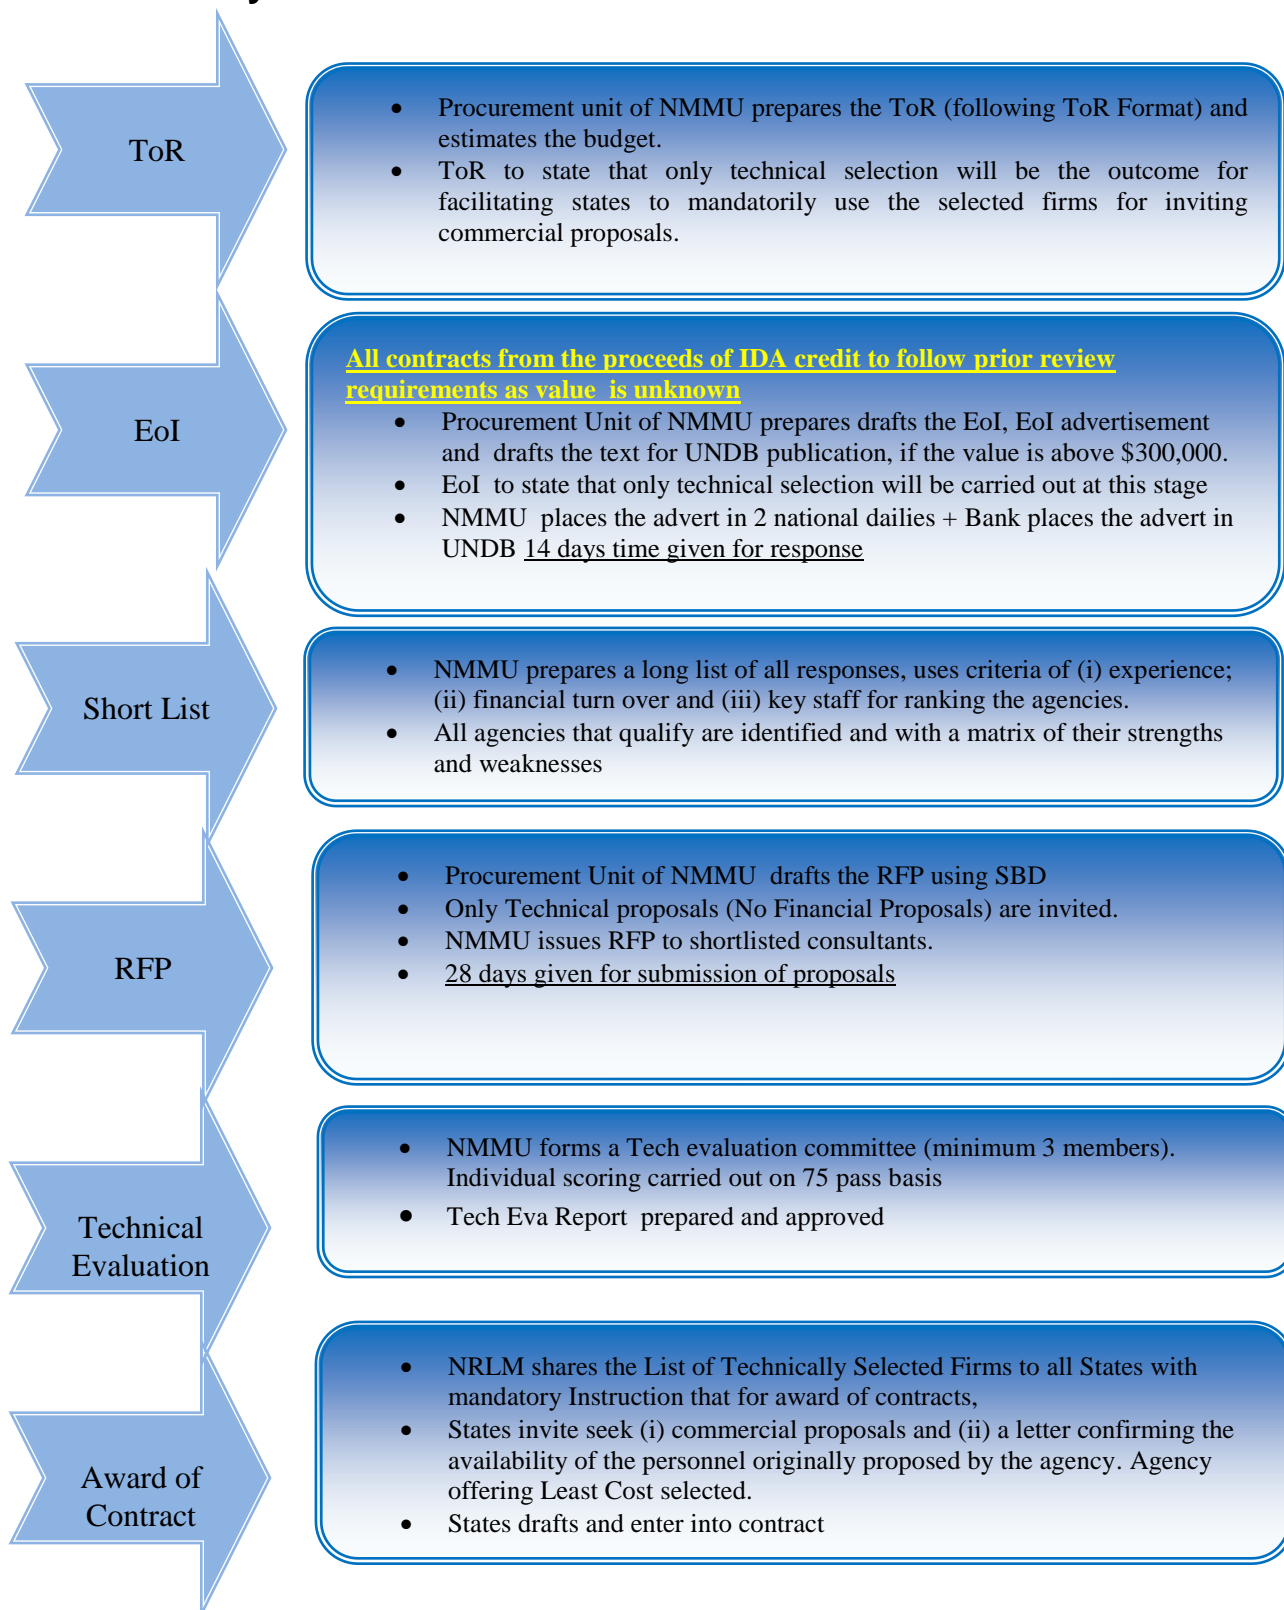 ToR
• Procurement unit of NMMU prepares the ToR (following ToR Format) and
estimates the budget.
• ToR to state that only technical selection will be the outcome for
facilitating states to mandatorily use the selected firms for inviting
commercial proposals.
EoI
All contracts from the proceeds of IDA credit to follow prior review
requirements as value is unknown
• Procurement Unit of NMMU prepares drafts the EoI, EoI advertisement
and drafts the text for UNDB publication, if the value is above $300,000.
• EoI to state that only technical selection will be carried out at this stage
• NMMU places the advert in 2 national dailies + Bank places the advert in
UNDB 14 days time given for response
Short List
• NMMU prepares a long list of all responses, uses criteria of (i) experience;
(ii) financial turn over and (iii) key staff for ranking the agencies.
• All agencies that qualify are identified and with a matrix of their strengths
and weaknesses
RFP
• Procurement Unit of NMMU drafts the RFP using SBD
• Only Technical proposals (No Financial Proposals) are invited.
• NMMU issues RFP to shortlisted consultants.
• 28 days given for submission of proposals
Technical
Evaluation
• NMMU forms a Tech evaluation committee (minimum 3 members).
Individual scoring carried out on 75 pass basis
• Tech Eva Report prepared and approved
Award of
Contract
• NRLM shares the List of Technically Selected Firms to all States with
mandatory Instruction that for award of contracts,
• States invite seek (i) commercial proposals and (ii) a letter confirming the
availability of the personnel originally proposed by the agency. Agency
offering Least Cost selected.
• States drafts and enter into contract